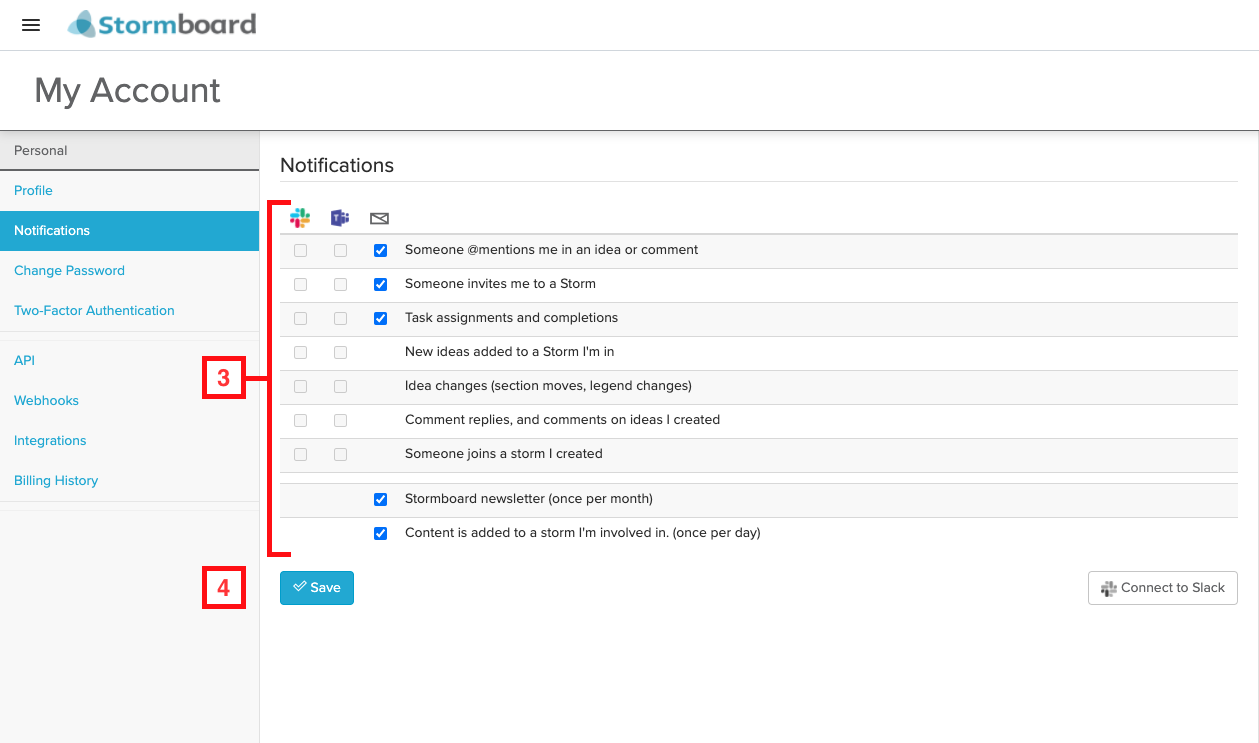 Stormboard
My Account
Personal
Profile
Notifications
Change Password
Two-Factor Authentication
API
Webhooks
Integrations
Billing History
Notifications
Someone @mentions me in an idea or comment
Someone invites me to a Storm
Task assignments and completions
New ideas added to a Storm I'm in
Idea changes (section moves, legend changes)
Comment replies, and comments on ideas I created
Someone joins a storm I created
Stormboard newsletter (once per month)
Content is added to a storm I'm involved in. (once per day)
3
4
Save
Connect to Slack